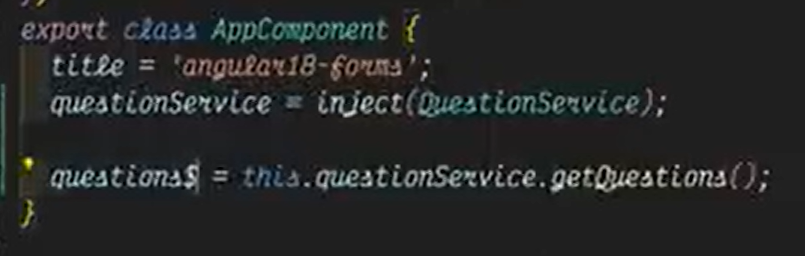 export class AppComponent {
title = 'angular18-forms';
questionService = inject(QuestionService);
questions$ = this.questionService.getQuestions();
}